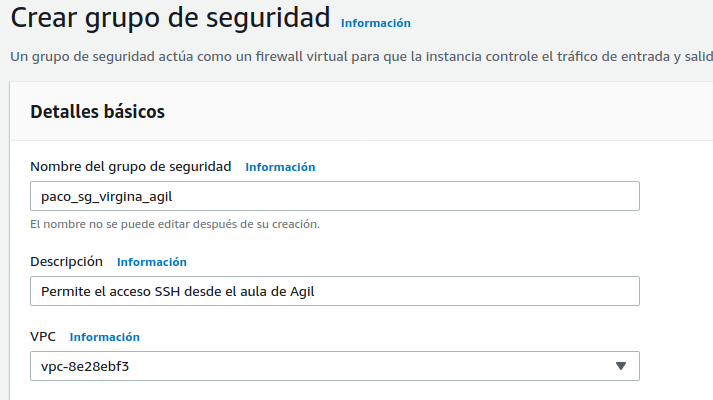 Crear grupo de seguridad Información
Un grupo de seguridad actúa como un firewall virtual para que la instancia controle el tráfico de entrada y salid
Detalles básicos
Nombre del grupo de seguridad Información
paco_sg_virgina_agil
El nombre no se puede editar después de su creación.
Descripción Información
Permite el acceso SSH desde el aula de Agil
VPC Información
vpc-8e28ebf3